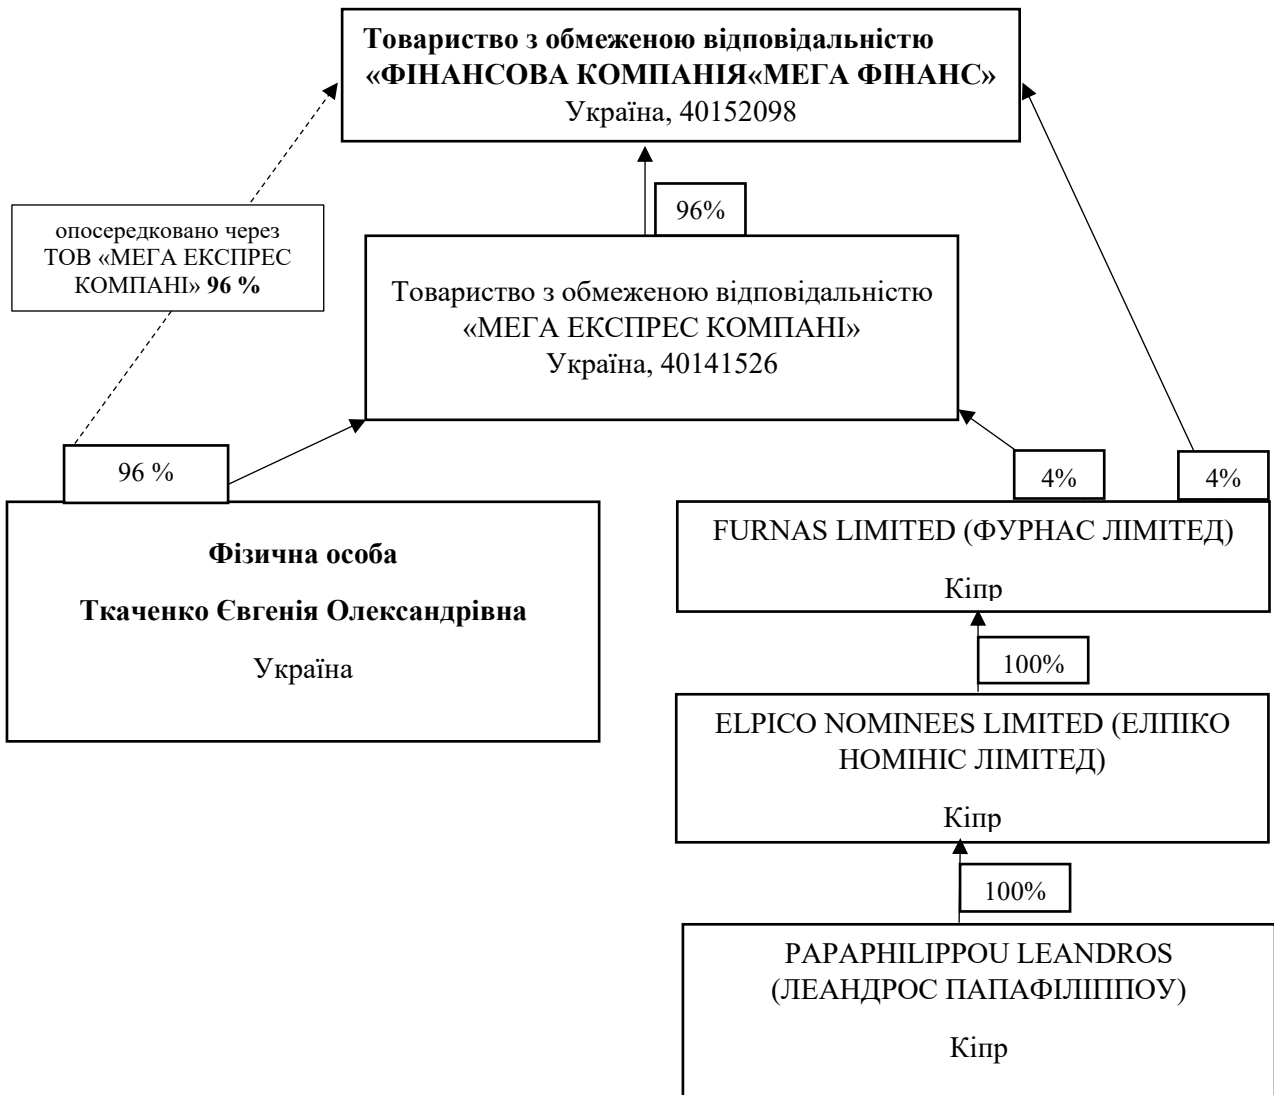 Товариство з обмеженою відповідальністю
«ФІНАНСОВА КОМПАНІЯ«МЕГА ФІНАНС»
Україна, 40152098
96%
опосередковано через
ТОВ «МЕГА ЕКСПРЕС
КОМПАНІ» 96 %
Товариство з обмеженою відповідальністю
«МЕГА ЕКСПРЕС КОМПАНІ»
Україна, 40141526
96 %
4%
4%
Фізична особа
Ткаченко Євгенія Олександрівна
Україна
FURNAS LIMITED (ФУРНАС ЛІМІТЕД)
Кіпр
100%
ELPICO NOMINEES LIMITED (ЕЛПІКО
НОМІНІС ЛІМІТЕД)
Кіпр
100%
PAPAPHILIPPOU LEANDROS
(ЛЕАНДРОС ПАПАФІЛІППОУ)
Кіпр